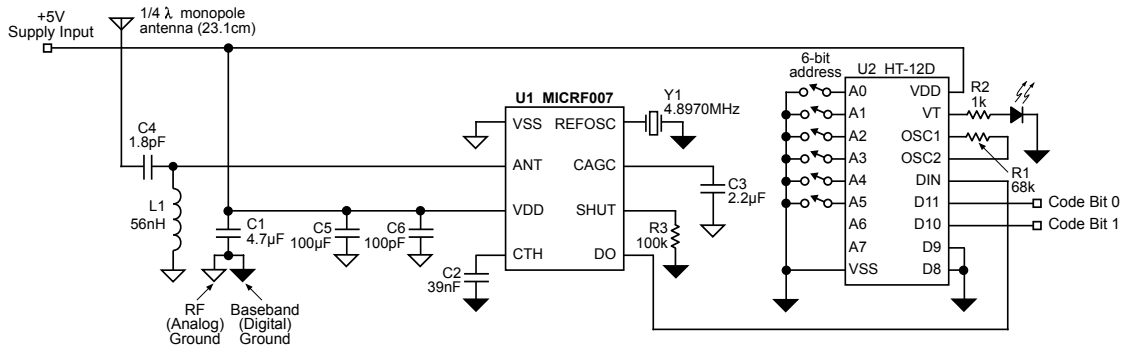 +5V
Supply Input
1/4 λ monopole
antenna (23.1cm)
C4
1.8pF
L1
56nH
C1
4.7µF
RF
(Analog)
Ground
Baseband
(Digital)
Ground
C5
100µF
C6
100pF
C2
39nF
U1 MICRF007
VSS
ANT
VDD
CTH
REFOSC
CAGC
SHUT
DO
Y1
4.8970MHz
C3
2.2µF
R3
100k
6-bit
address
U2 HT-12D
A0
A1
A2
A3
A4
A5
A6
A7
VSS
VDD
VT
OSC1
OSC2
DIN
D11
D10
D9
D8
R2
1k
R1
68k
Code Bit 0
Code Bit 1